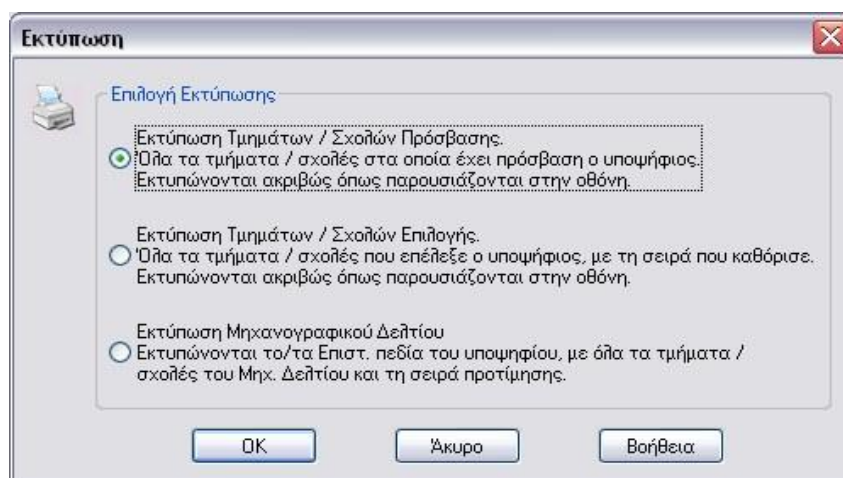 Εκτύπωση
Επιλογή Εκτύπωσης
Εκτύπωση Τμημάτων / Σχολών Πρόσβασης.
Όλα τα τμήματα / σχολές στα οποία έχει πρόσβαση ο υποψήφιος.
Εκτυπώνονται ακριβώς όπως παρουσιάζονται στην οθόνη.
Εκτύπωση Τμημάτων / Σχολών Επιλογής.
Όλα τα τμήματα / σχολές που επέλεξε ο υποψήφιος, με τη σειρά που καθόρισε.
Εκτυπώνονται ακριβώς όπως παρουσιάζονται στην οθόνη.
Εκτύπωση Μηχανογραφικού Δελτίου
Εκτυπώνονται το/τα Επιστ. πεδία του υποψηφίου, με όλα τα τμήματα /
σχολές του Μηχ. Δελτίου και τη σειρά προτίμησης.
OK Άκυρο Βοήθεια